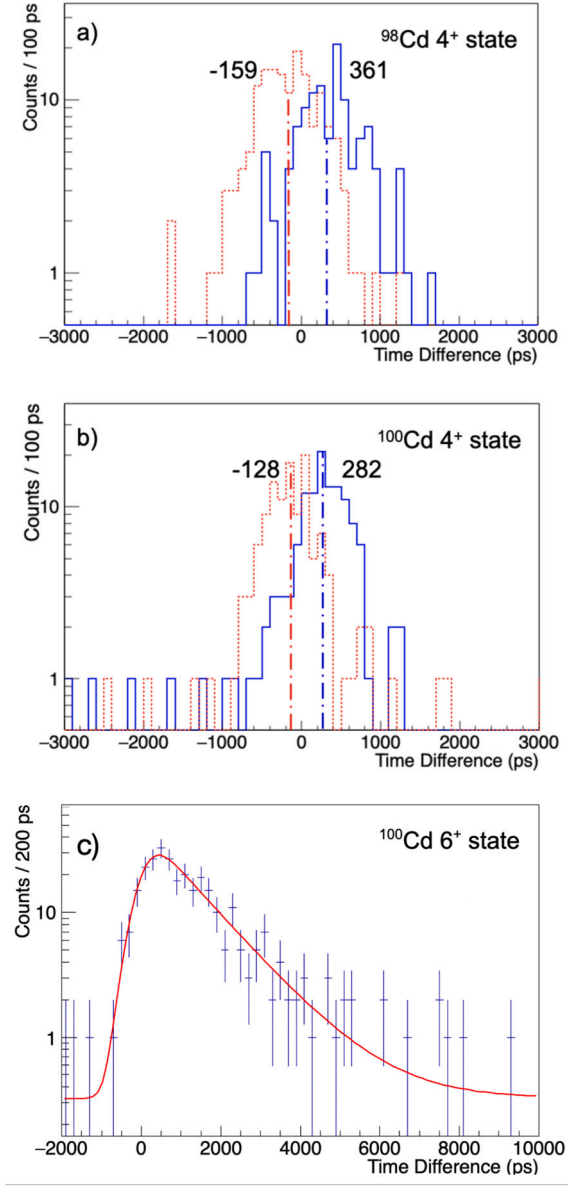 a)
⁹⁸Cd 4⁺ state
-159
361
Counts / 100 ps
10
1
−3000 −2000 −1000 0 1000 2000 3000
Time Difference (ps)
b)
¹⁰⁰Cd 4⁺ state
-128
282
Counts / 100 ps
10
1
−3000 −2000 −1000 0 1000 2000 3000
Time Difference (ps)
c)
¹⁰⁰Cd 6⁺ state
Counts / 200 ps
10
1
−2000 0 2000 4000 6000 8000 10000
Time Difference (ps)